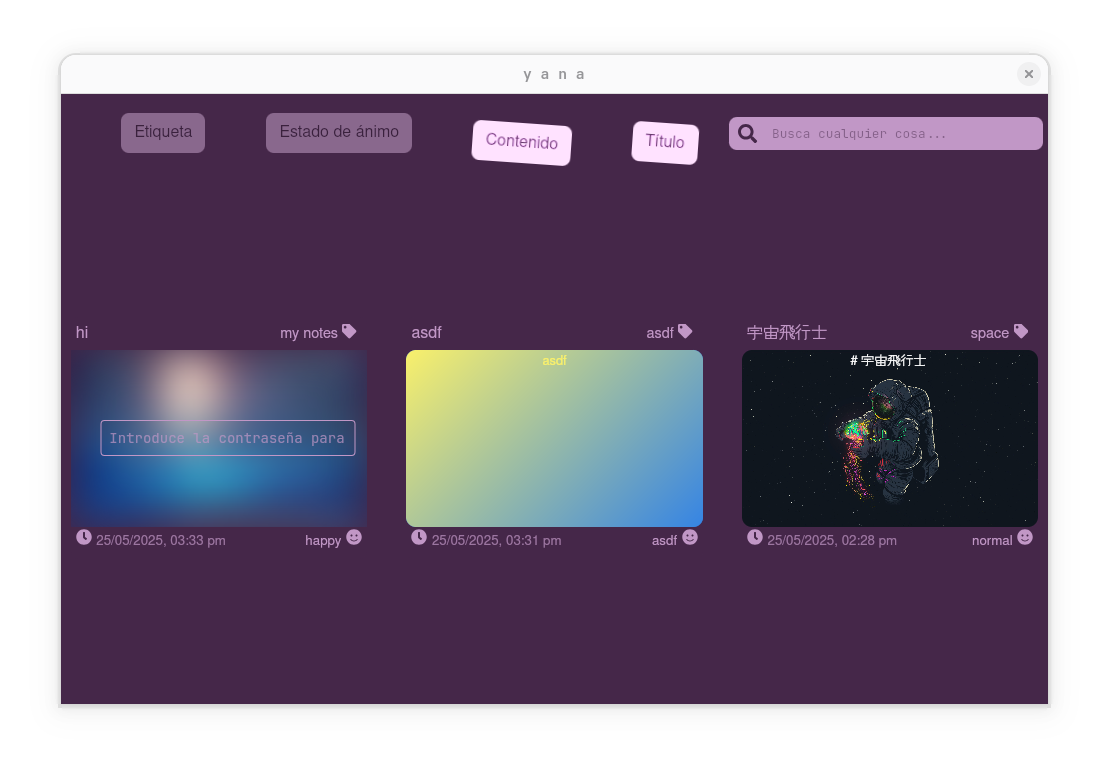 yana
Etiqueta
Estado de ánimo
Contenido
Título
Busca cualquier cosa...
hi
my notes
asdf
asdf
宇宙飛行士
space
Introduce la contraseña para
asdf
# 宇宙飛行士
25/05/2025, 03:33 pm
happy
25/05/2025, 03:31 pm
asdf
25/05/2025, 02:28 pm
normal